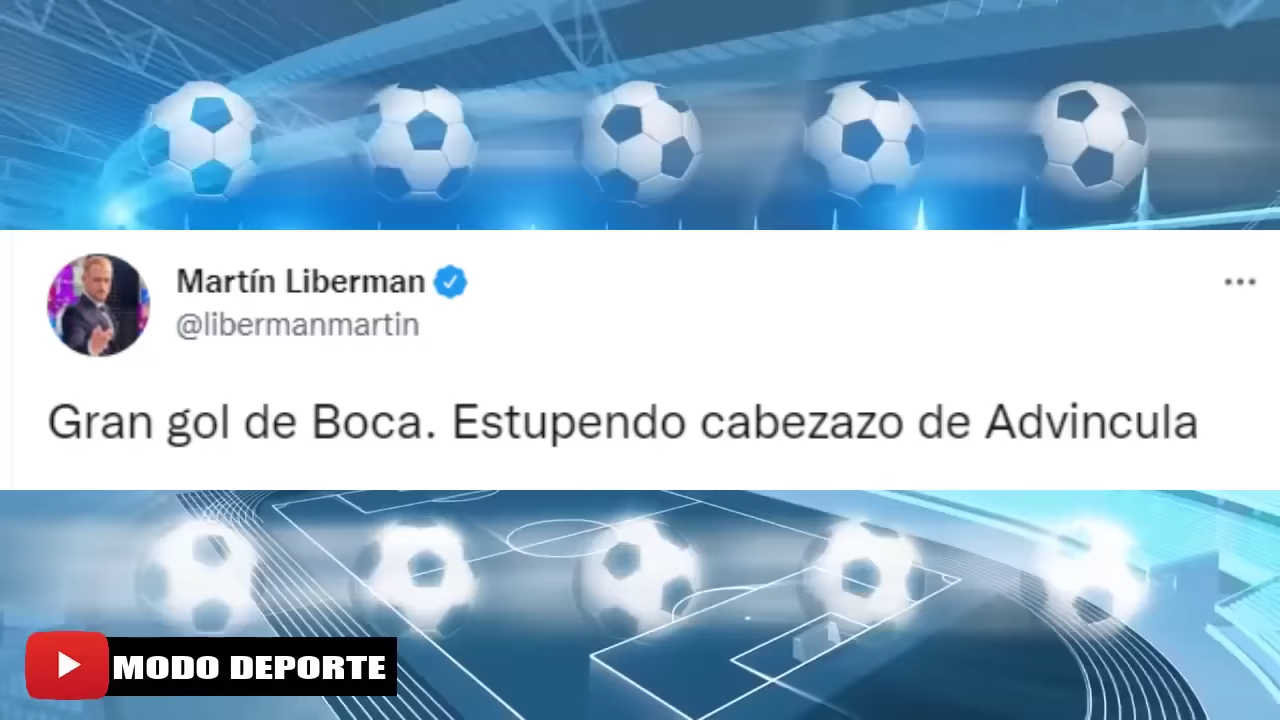 Martín Liberman
@libermanmartin
Gran gol de Boca. Estupendo cabezazo de Advincula
MODO DEPORTE